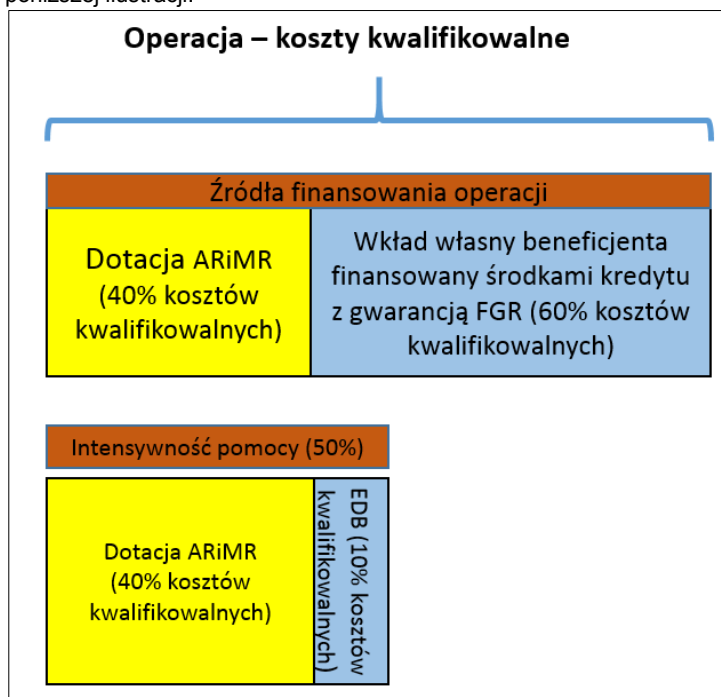 poniższej ilustracji.
Operacja – koszty kwalifikowalne
Źródła finansowania operacji
Dotacja ARiMR
(40% kosztów
kwalifikowalnych)
Wkład własny beneficjenta
finansowany środkami kredytu
z gwarancją FGR (60% kosztów
kwalifikowalnych)
Intensywność pomocy (50%)
Dotacja ARiMR
(40% kosztów
kwalifikowalnych)
EDB (10% kosztów
kwalifikowalnych)